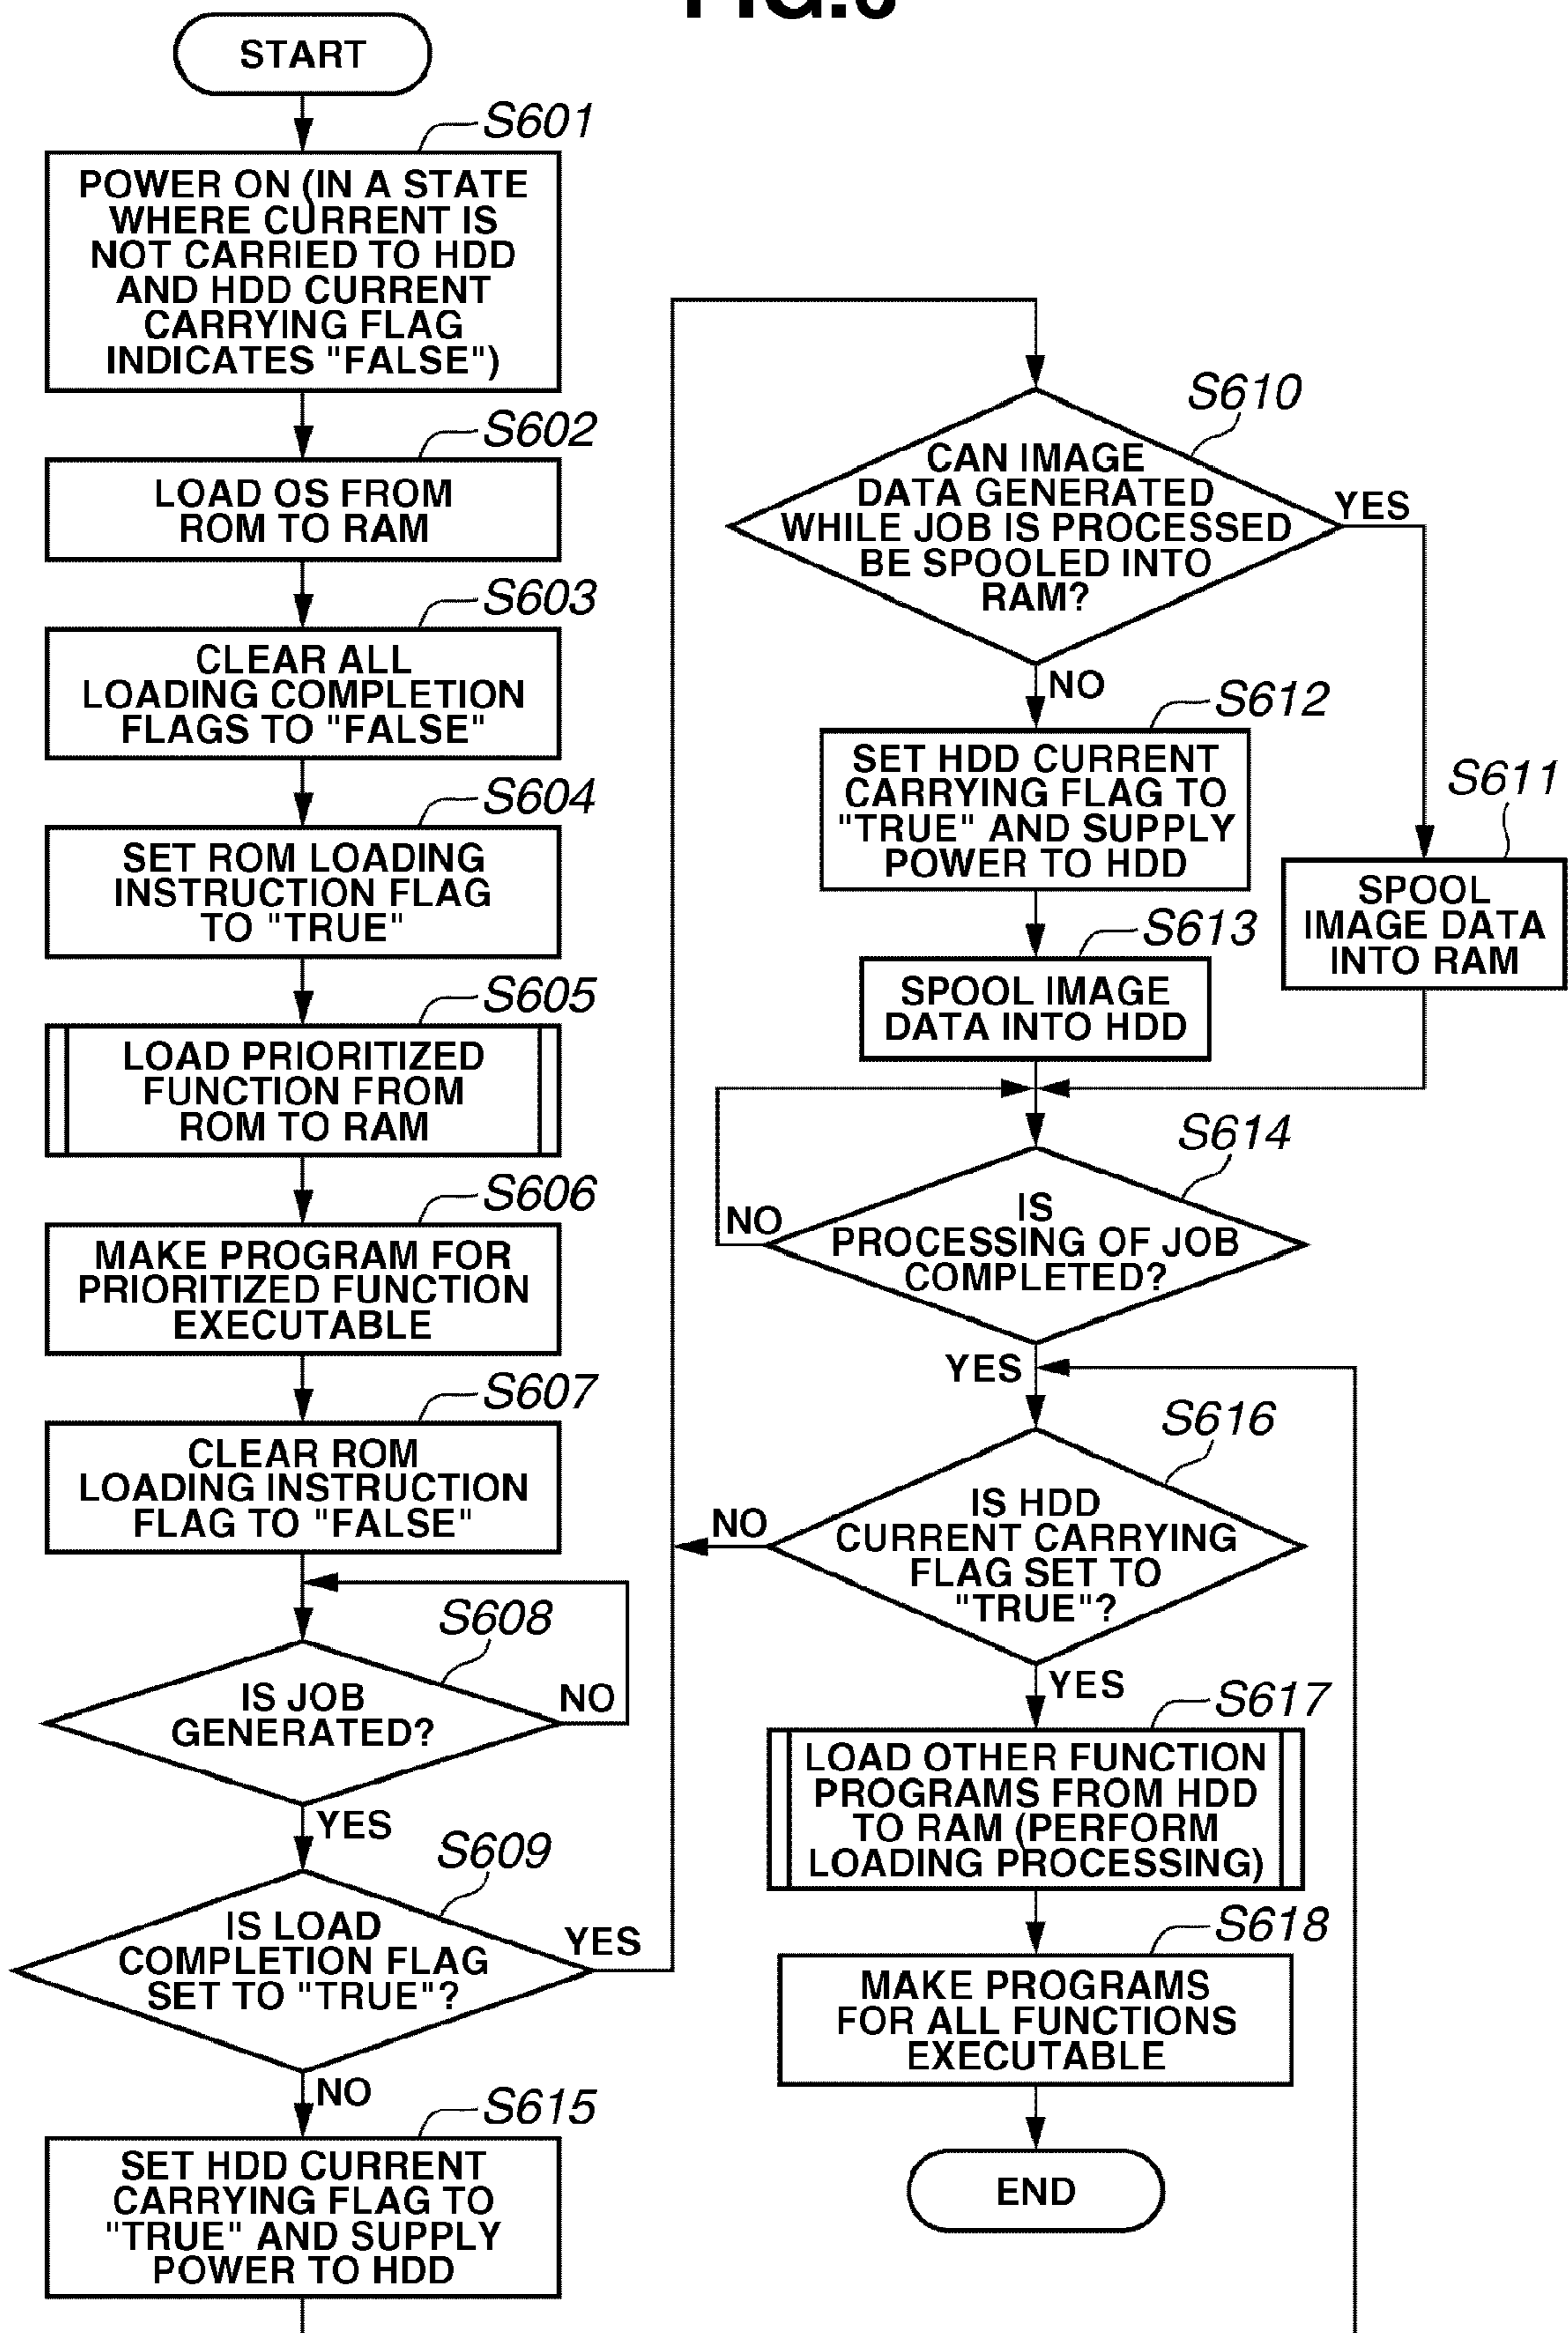 START
S601
POWER ON (IN A STATE
WHERE CURRENT IS
NOT CARRIED TO HDD
AND HDD CURRENT
CARRYING FLAG
INDICATES "FALSE")
S602
LOAD OS FROM
ROM TO RAM
S603
CLEAR ALL
LOADING COMPLETION
FLAGS TO "FALSE"
S604
SET ROM LOADING
INSTRUCTION FLAG
TO "TRUE"
S605
LOAD PRIORITIZED
FUNCTION FROM
ROM TO RAM
S606
MAKE PROGRAM FOR
PRIORITIZED FUNCTION
EXECUTABLE
S607
CLEAR ROM
LOADING INSTRUCTION
FLAG TO "FALSE"
S608
IS JOB
GENERATED?
NO
YES
S609
IS LOAD
COMPLETION FLAG
SET TO "TRUE"?
YES
NO
S615
SET HDD CURRENT
CARRYING FLAG TO
"TRUE" AND SUPPLY
POWER TO HDD
S610
CAN IMAGE
DATA GENERATED
WHILE JOB IS PROCESSED
BE SPOOLED INTO
RAM?
YES
NO
S612
SET HDD CURRENT
CARRYING FLAG TO
"TRUE" AND SUPPLY
POWER TO HDD
S611
SPOOL
IMAGE DATA
INTO RAM
S613
SPOOL IMAGE
DATA INTO HDD
S614
IS
PROCESSING OF JOB
COMPLETED?
NO
YES
S616
IS HDD
CURRENT CARRYING
FLAG SET TO
"TRUE"?
NO
YES
S617
LOAD OTHER FUNCTION
PROGRAMS FROM HDD
TO RAM (PERFORM
LOADING PROCESSING)
S618
MAKE PROGRAMS
FOR ALL FUNCTIONS
EXECUTABLE
END